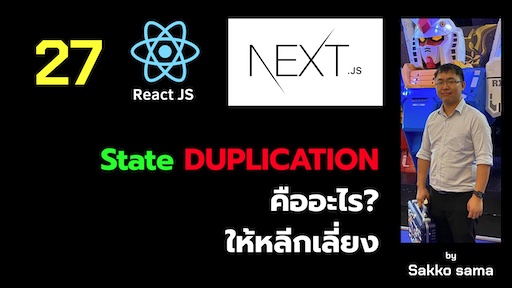 27
React JS
NEXT.JS
State DUPLICATION
คืออะไร?
ให้หลีกเลี่ยง
RX
by
Sakko sama